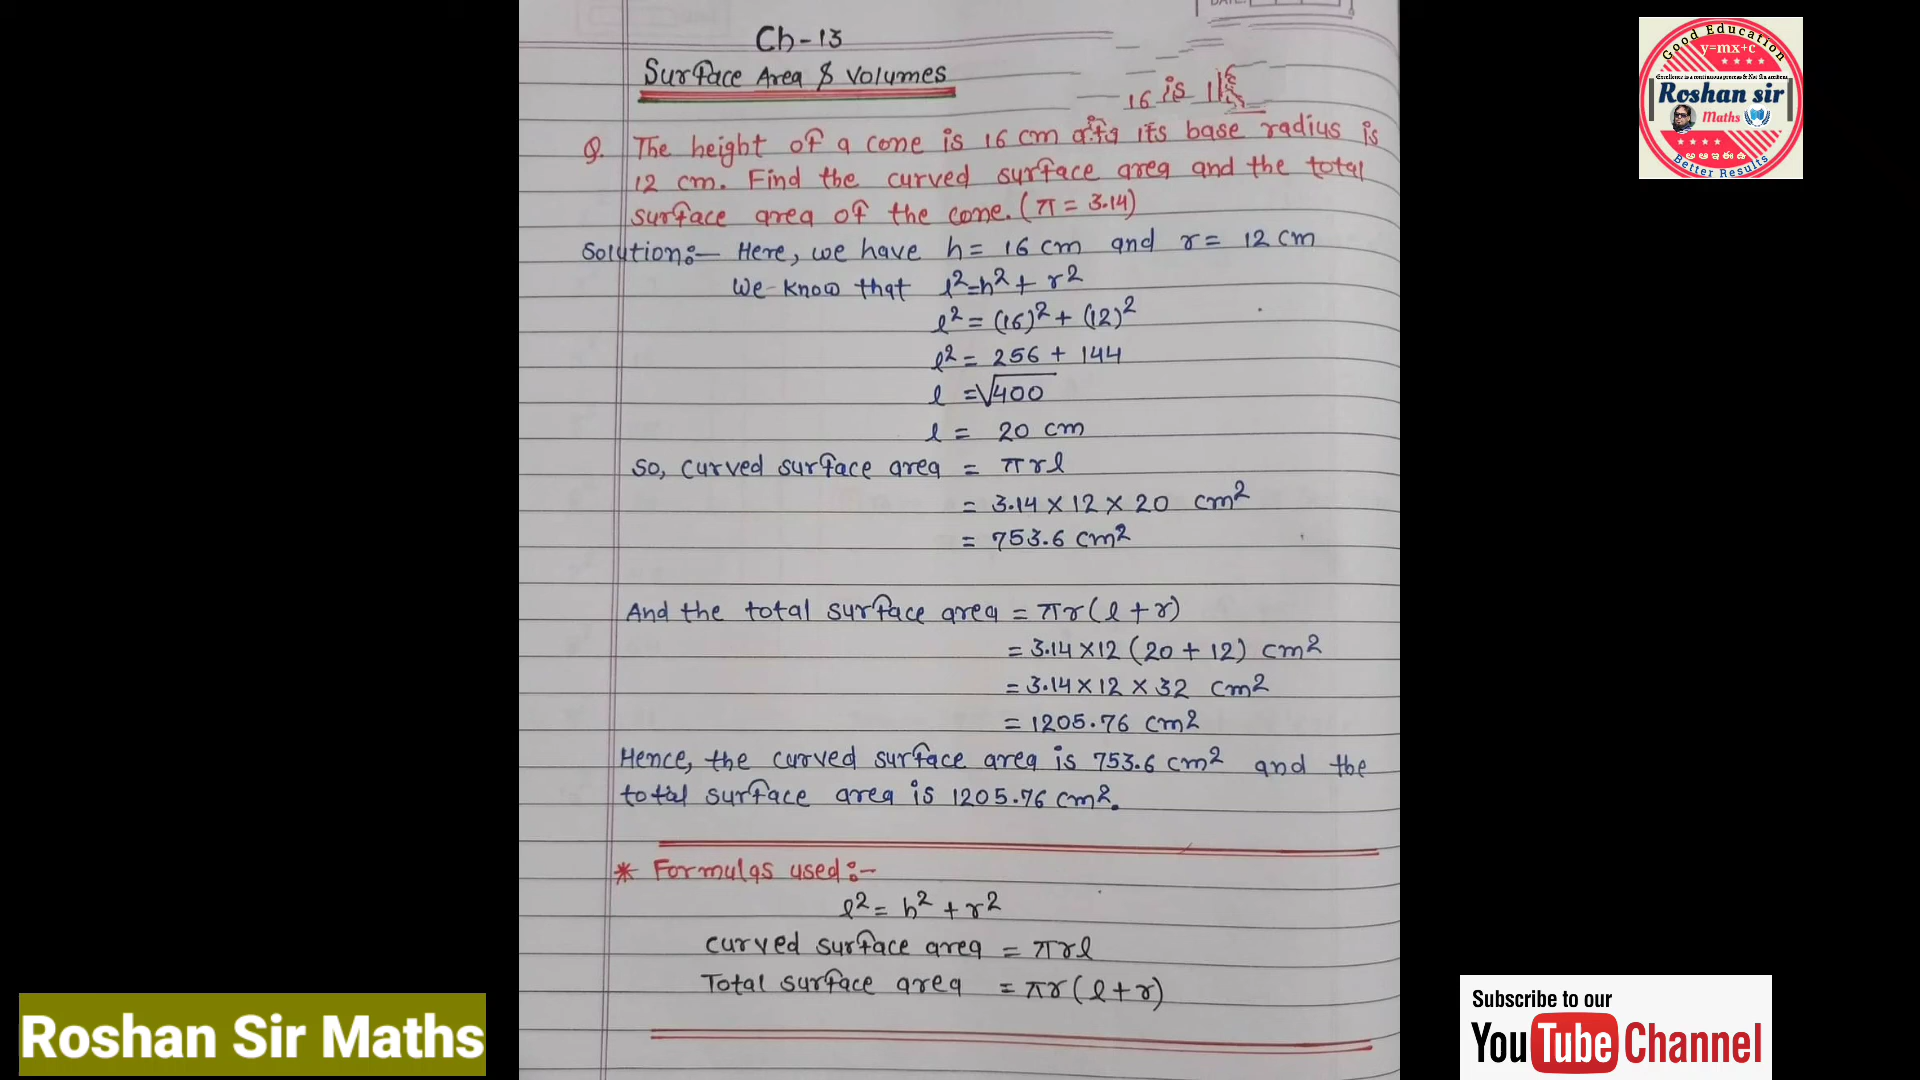 Ch-13
Surface Area & Volumes
16 is
Q. The height of a cone is 16 cm its base radius is
12 cm. Find the curved surface area and the total
surface area of the cone. (π = 3.14)
Solution:- Here, we have h = 16 cm and r = 12 cm
We know that l²=h²+ r²
l² = (16)² + (12)²
l² = 256 + 144
l = √400
l = 20 cm
So, curved surface area = πrl
= 3.14 × 12 × 20 cm²
= 753.6 cm²
And the total surface area = πr(l+r)
= 3.14 ×12 (20 + 12) cm²
= 3.14 × 12 × 32 cm²
= 1205.76 cm²
Hence, the curved surface area is 753.6 cm² and the
total surface area is 1205.76 cm².
* Formulas used:-
l² = h² + r²
curved surface area = πrl
Total surface area = πr(l+r)
Good Education
y=mx+c
Roshan sir
Maths
Better Results
Roshan Sir Maths
Subscribe to our
YouTube Channel